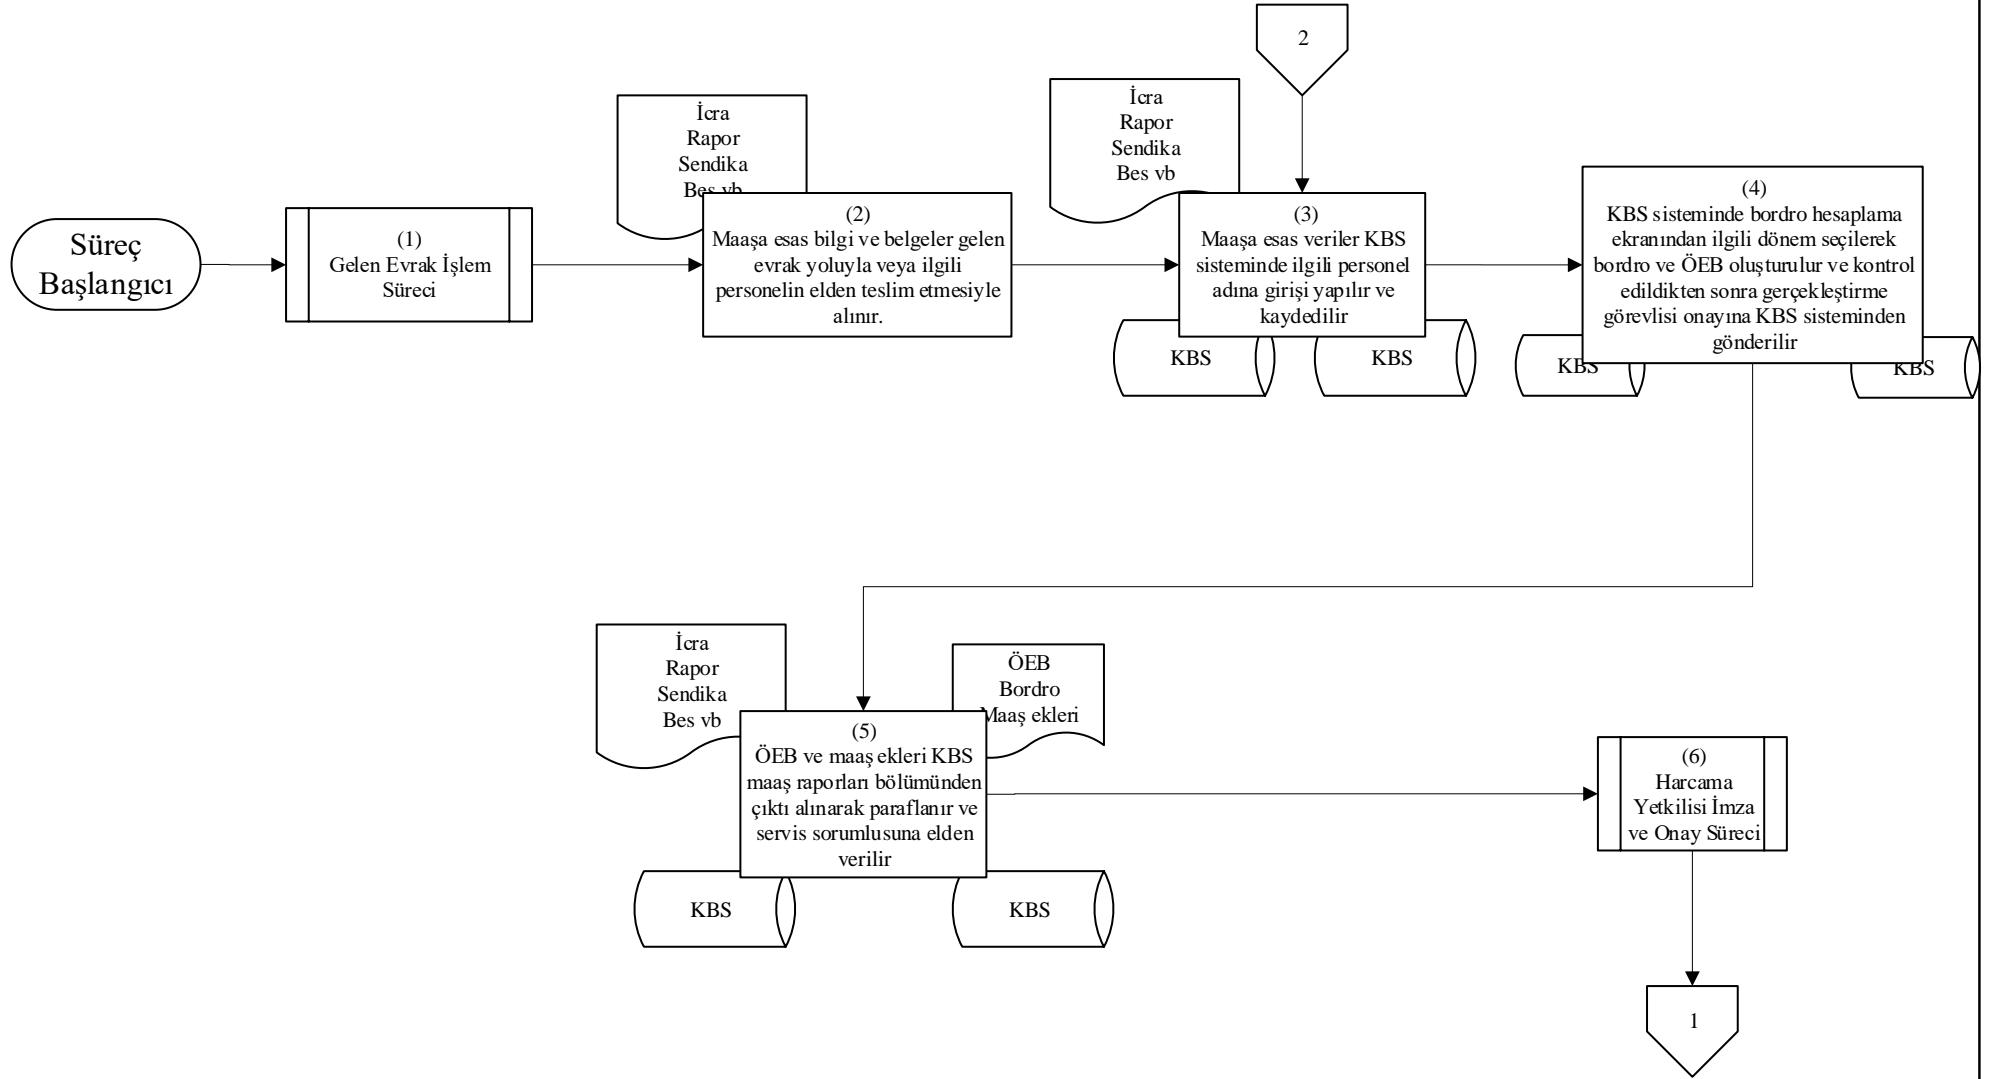 2
İcra
Rapor
Sendika
Bes vb
İcra
Rapor
Sendika
Bes vb
Süreç
Başlangıcı
(1)
Gelen Evrak İşlem
Süreci
(2)
Maaşa esas bilgi ve belgeler gelen
evrak yoluyla veya ilgili
personelin elden teslim etmesiyle
alınır.
(3)
Maaşa esas veriler KBS
sisteminde ilgili personel
adına girişi yapılır ve
kaydedilir
KBS
KBS
(4)
KBS sisteminde bordro hesaplama
ekranından ilgili dönem seçilerek
bordro ve ÖEB oluşturulur ve kontrol
edildikten sonra gerçekleştirme
görevlisi onayına KBS sisteminden
gönderilir
KBS
KBS
İcra
Rapor
Sendika
Bes vb
ÖEB
Bordro
Maaş ekleri
(5)
ÖEB ve maaş ekleri KBS
maaş raporları bölümünden
çıktı alınarak paraflanır ve
servis sorumlusuna elden
verilir
KBS
KBS
(6)
Harcama
Yetkilisi İmza
ve Onay Süreci
1